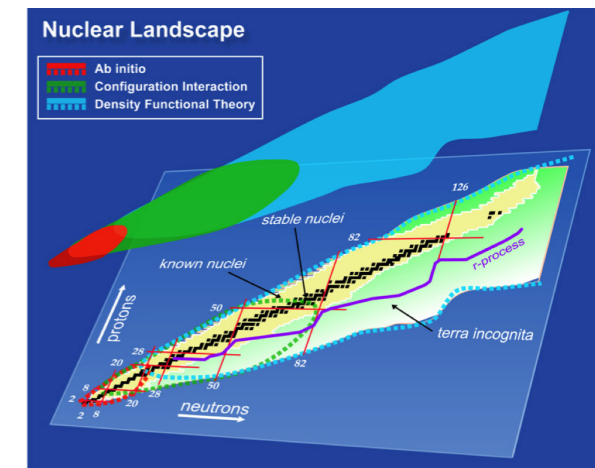 Nuclear Landscape
Ab initio
Configuration Interaction
Density Functional Theory
126
stable nuclei
82
known nuclei
r-process
50
protons
terra incognita
28
20
82
8
50
28
20
2
neutrons
8
2